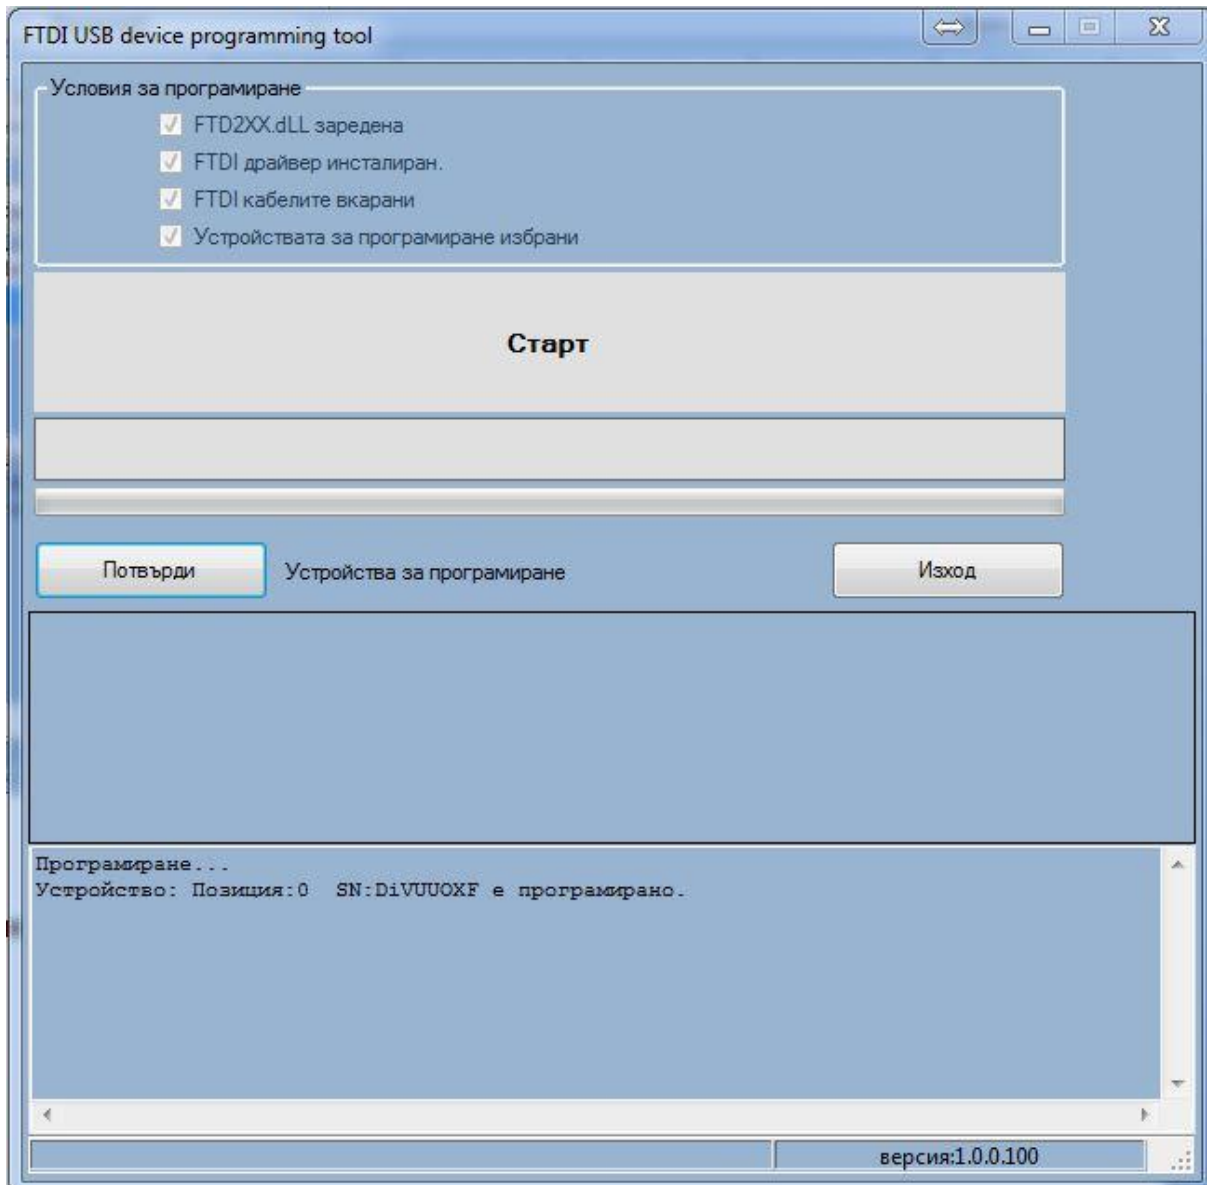 FTDI USB device programming tool
Условия за програмиране
FTD2XX.dLL заредена
FTDI драйвер инсталиран.
FTDI кабелите вкарани
Устройствата за програмиране избрани
Старт
Потвърди
Устройства за програмиране
Изход
Програмиране...
Устройство: Позиция:0 SN:DiVUUOXF е програмирано.
версия:1.0.0.100